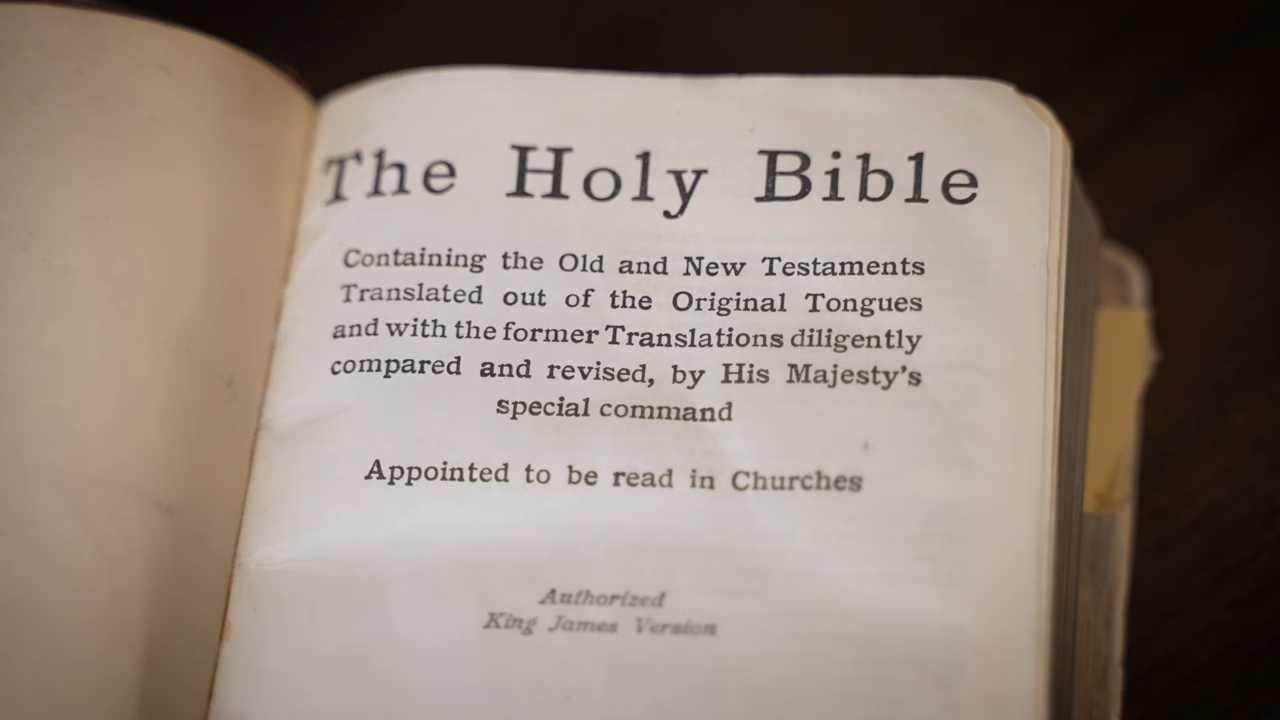 The Holy Bible
Containing the Old and New Testaments
Translated out of the Original Tongues
and with the former Translations diligently
compared and revised, by His Majesty’s
special command
Appointed to be read in Churches
Authorized
King James Version